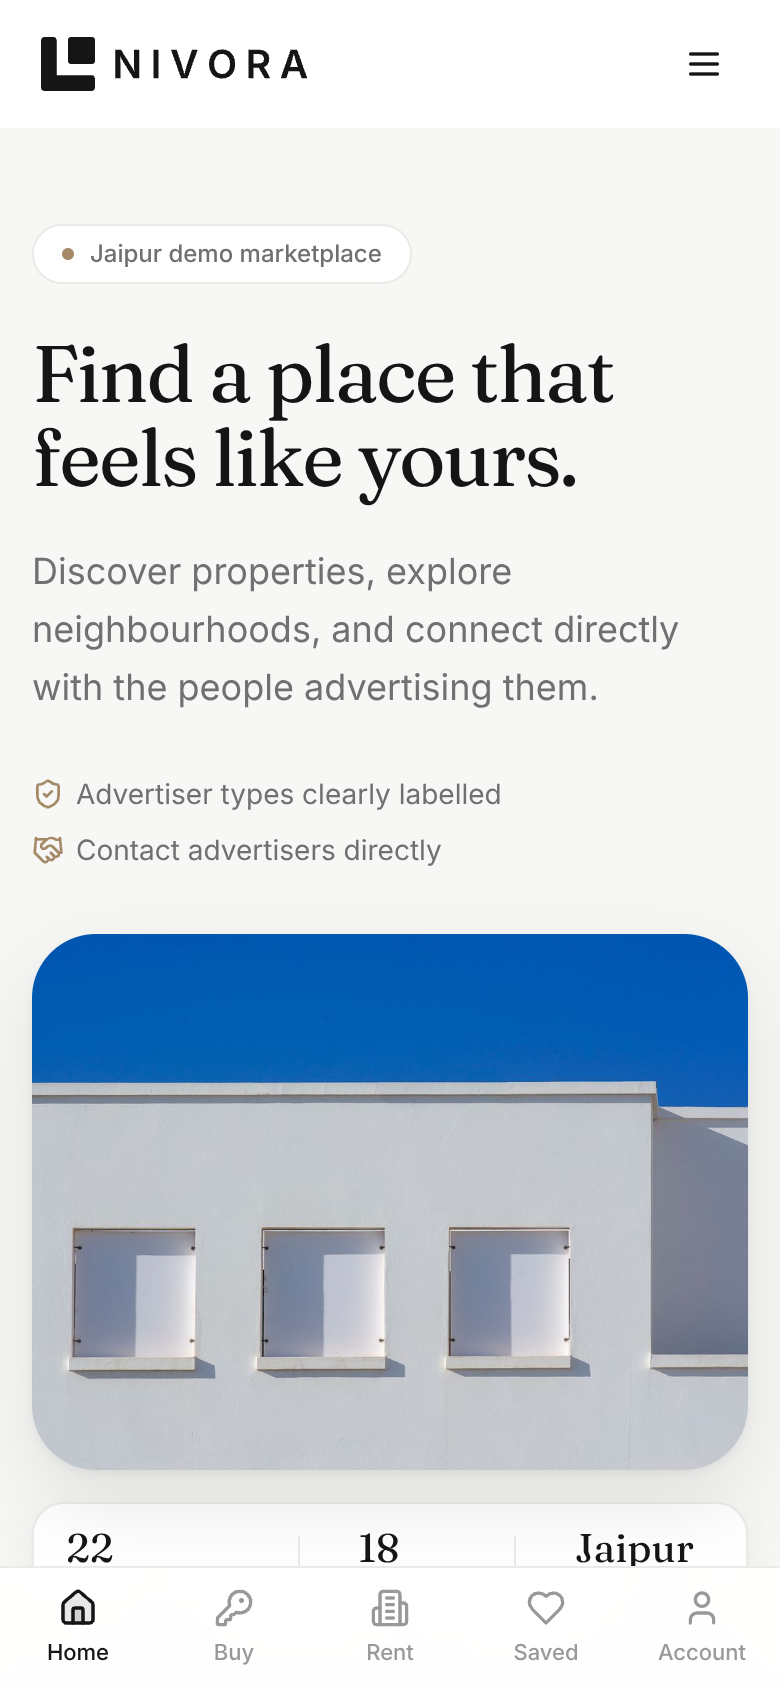 NIVORA
Jaipur demo marketplace
Find a place that
feels like yours.
Discover properties, explore
neighbourhoods, and connect directly
with the people advertising them.
Advertiser types clearly labelled
Contact advertisers directly
22 18 Jaipur
Home Buy Rent Saved Account